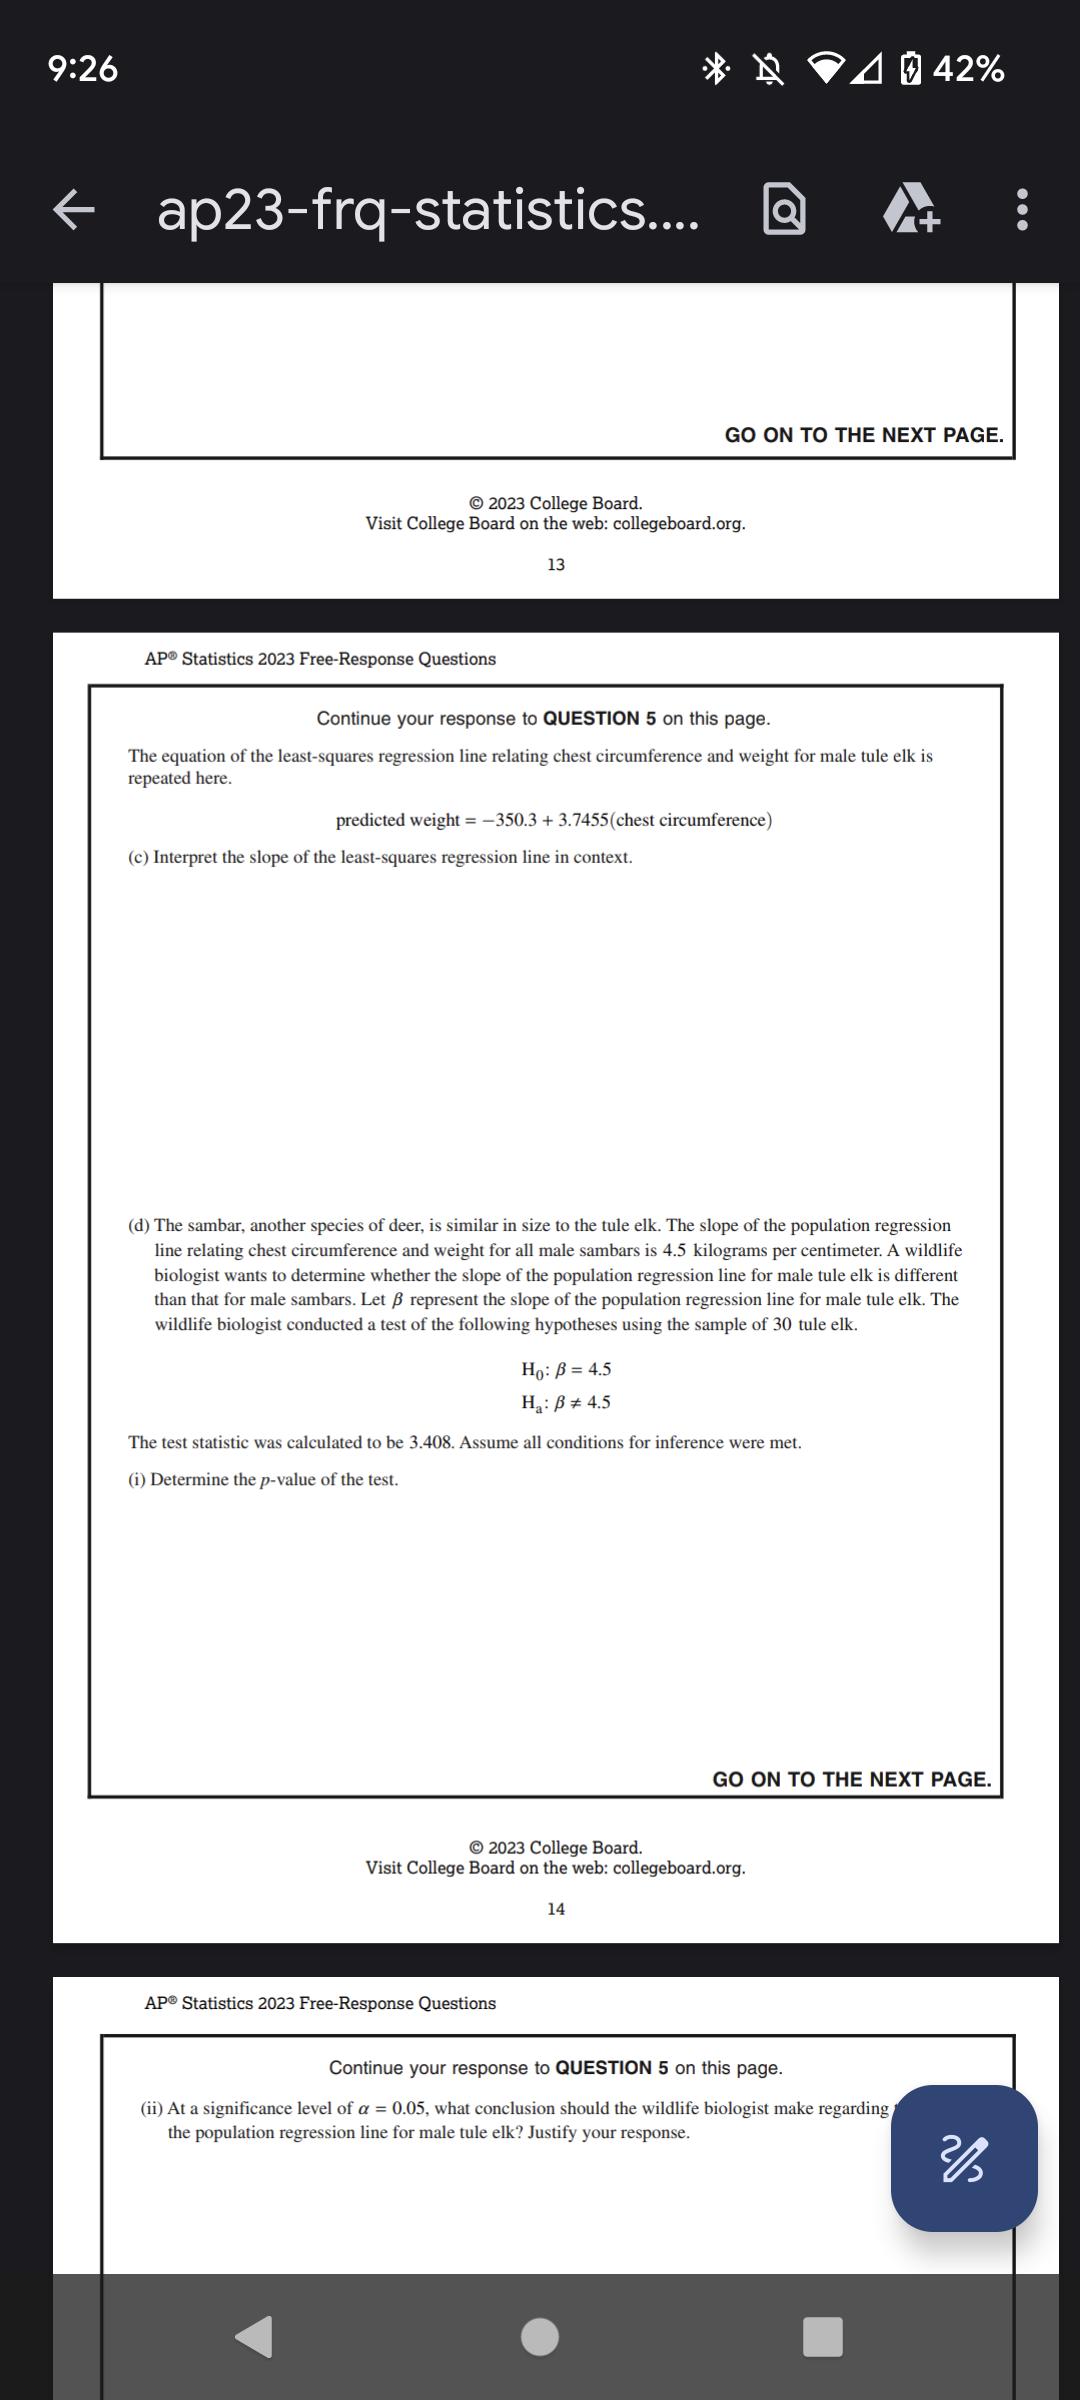 9:26
42%
ap23-frq-statistics....
GO ON TO THE NEXT PAGE.
© 2023 College Board.
Visit College Board on the web: collegeboard.org.
13
AP® Statistics 2023 Free-Response Questions
Continue your response to QUESTION 5 on this page.
The equation of the least-squares regression line relating chest circumference and weight for male tule elk is
repeated here.
predicted weight = −350.3 + 3.7455(chest circumference)
(c) Interpret the slope of the least-squares regression line in context.
(d) The sambar, another species of deer, is similar in size to the tule elk. The slope of the population regression
line relating chest circumference and weight for all male sambars is 4.5 kilograms per centimeter. A wildlife
biologist wants to determine whether the slope of the population regression line for male tule elk is different
than that for male sambars. Let β represent the slope of the population regression line for male tule elk. The
wildlife biologist conducted a test of the following hypotheses using the sample of 30 tule elk.
H₀: β = 4.5
Hₐ: β ≠ 4.5
The test statistic was calculated to be 3.408. Assume all conditions for inference were met.
(i) Determine the p-value of the test.
GO ON TO THE NEXT PAGE.
© 2023 College Board.
Visit College Board on the web: collegeboard.org.
14
AP® Statistics 2023 Free-Response Questions
Continue your response to QUESTION 5 on this page.
(ii) At a significance level of α = 0.05, what conclusion should the wildlife biologist make regarding
the population regression line for male tule elk? Justify your response.